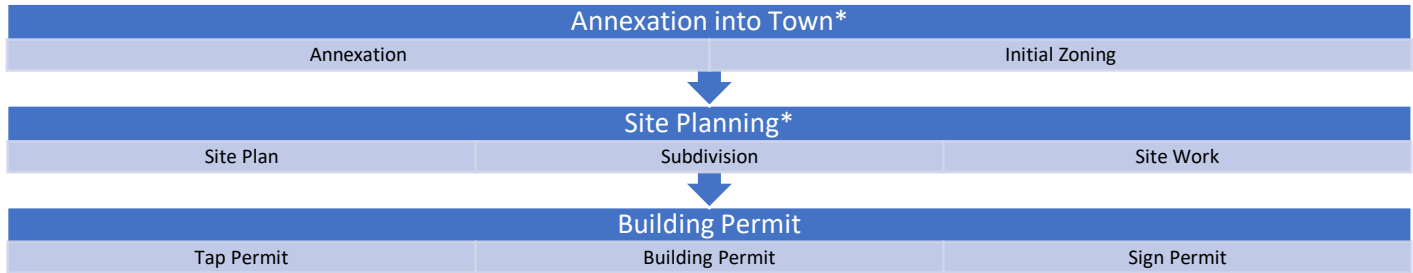 Annexation into Town*
Annexation Initial Zoning
Site Planning*
Site Plan Subdivision Site Work
Building Permit
Tap Permit Building Permit Sign Permit